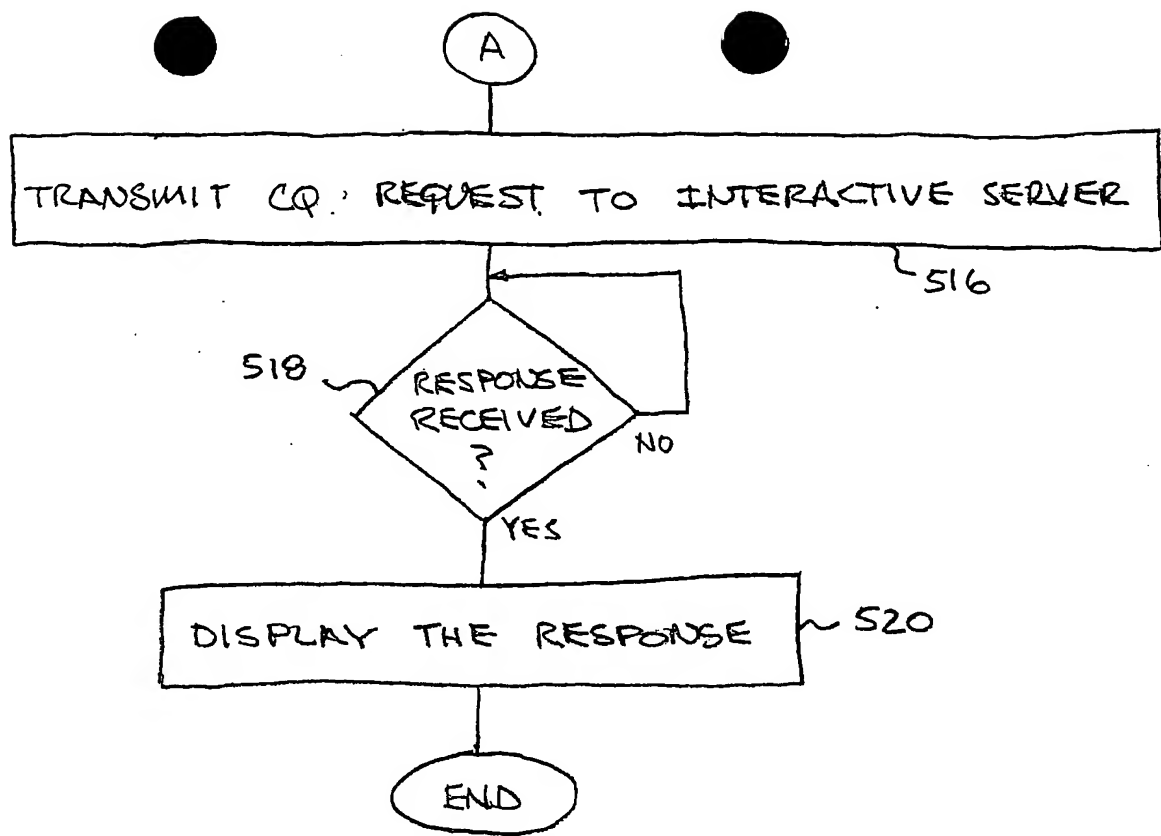 A
TRANSMIT CQ. REQUEST TO INTERACTIVE SERVER
516
518
RESPONSE
RECEIVED
?
NO
YES
DISPLAY THE RESPONSE
520
END